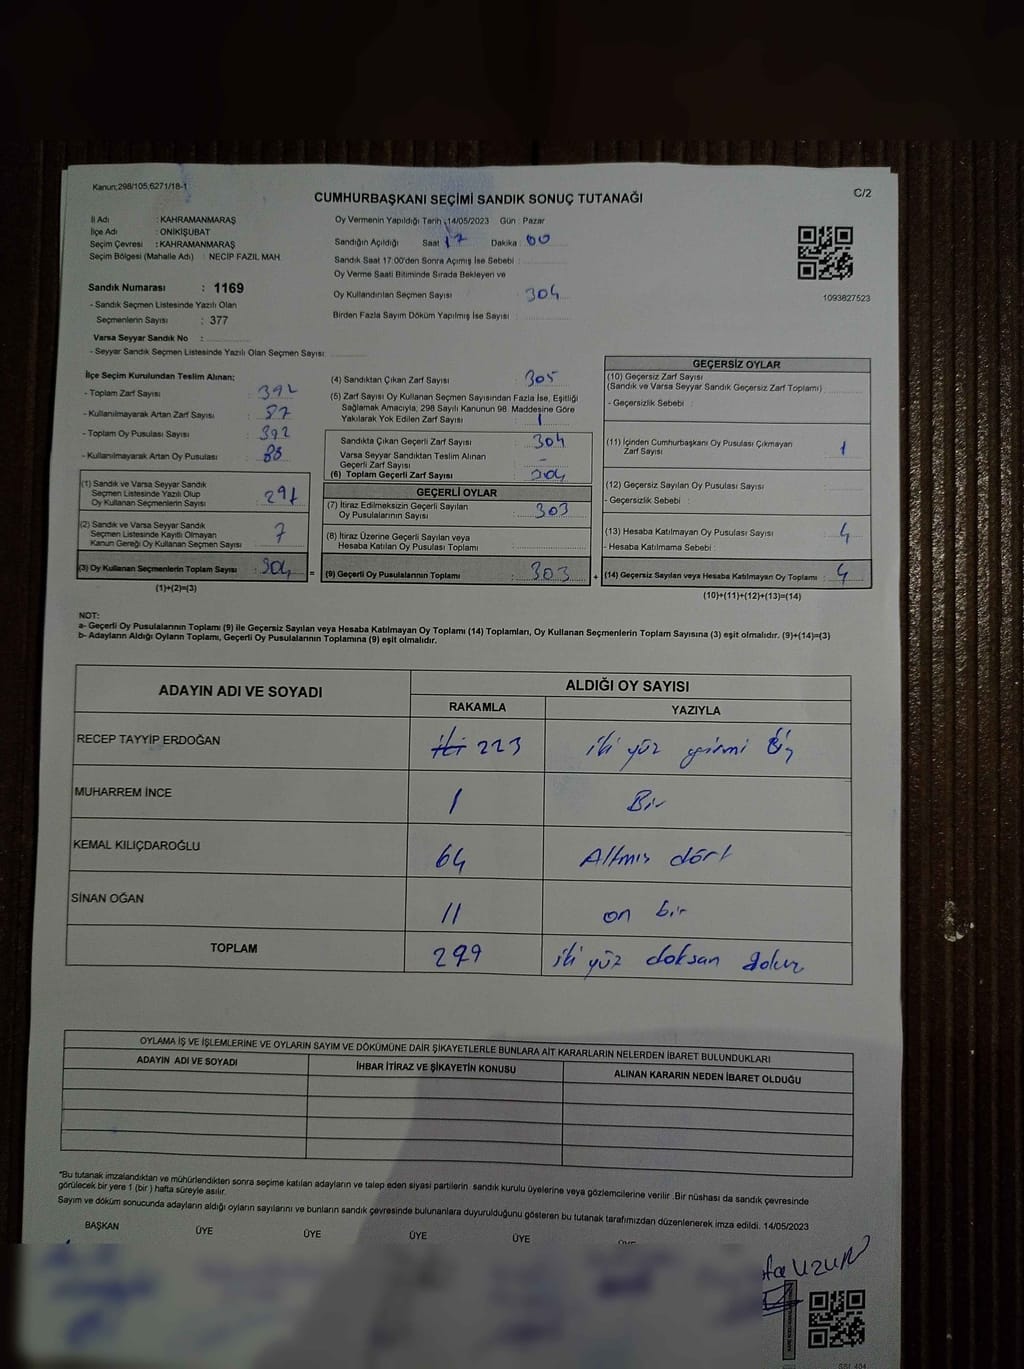 Kanun;298/105,6271/18-1
C/2
CUMHURBAŞKANI SEÇİMİ SANDIK SONUÇ TUTANAĞI
İl Adı : KAHRAMANMARAŞ
İlçe Adı : ONİKİŞUBAT
Seçim Çevresi : KAHRAMANMARAŞ
Seçim Bölgesi (Mahalle Adı) : NECİP FAZIL MAH
Sandık Numarası : 1169
- Sandık Seçmen Listesinde Yazılı Olan
Seçmenlerin Sayısı : 377
Varsa Seyyar Sandık No :
- Seyyar Sandık Listesinde Yazılı Olan Seçmen Sayısı:
Oy Vermenin Yapıldığı Tarih : 14/05/2023 Gün : Pazar
Sandığın Açıldığı Saat 17 Dakika : 00
Sandık Saat 17:00'den Sonra Açımış İse Sebebi :
Oy Verme Saati Bitiminde Sırada Bekleyen ve
Oy Kullandırılan Seçmen Sayısı : 304
Birden Fazla Sayım Döküm Yapılmış İse Sayısı :
1093827523
İlçe Seçim Kurulundan Teslim Alınan;
- Toplam Zarf Sayısı : 392
- Kullanılmayarak Artan Zarf Sayısı : 87
- Toplam Oy Pusulası Sayısı : 392
- Kullanılmayarak Artan Oy Pusulası : 88
(1) Sandık ve Varsa Seyyar Sandık
Seçmen Listesinde Yazılı Olup
Oy Kullanan Seçmenlerin Sayısı : 297
(2) Sandık ve Varsa Seyyar Sandık
Seçmen Listesinde Kayıtlı Olmayan
Kanun Gereği Oy Kullanan Seçmen Sayısı : 7
(3) Oy Kullanan Seçmenlerin Toplam Sayısı : 304 =
(1)+(2)=(3)
(4) Sandıktan Çıkan Zarf Sayısı : 305
(5) Zarf Sayısı Oy Kullanan Seçmen Sayısından Fazla İse, Eşitliği
Sağlamak Amacıyla; 298 Sayılı Kanunun 98. Maddesine Göre
Yakılarak Yok Edilen Zarf Sayısı : 1
Sandıkta Çıkan Geçerli Zarf Sayısı : 304
Varsa Seyyar Sandıktan Teslim Alınan
Geçerli Zarf Sayısı : -
(6) Toplam Geçerli Zarf Sayısı : 304
GEÇERLİ OYLAR
(7) İtiraz Edilmeksizin Geçerli Sayılan
Oy Pusulalarının Sayısı : 303
(8) İtiraz Üzerine Geçerli Sayılan veya
Hesaba Katılan Oy Pusulası Toplamı :
(9) Geçerli Oy Pusulalarının Toplamı : 303 +
GEÇERSİZ OYLAR
(10) Geçersiz Zarf Sayısı
(Sandık ve Varsa Seyyar Sandık Geçersiz Zarf Toplamı)
- Geçersizlik Sebebi :
(11) İçinden Cumhurbaşkanı Oy Pusulası Çıkmayan
Zarf Sayısı : 1
(12) Geçersiz Sayılan Oy Pusulası Sayısı :
- Geçersizlik Sebebi :
(13) Hesaba Katılmayan Oy Pusulası Sayısı : 4
- Hesaba Katılmama Sebebi :
(14) Geçersiz Sayılan veya Hesaba Katılmayan Oy Toplamı : 4
(10)+(11)+(12)+(13)=(14)
NOT:
a- Geçerli Oy Pusulasının Toplamı (9) ile Geçersiz Sayılan veya Hesaba Katılmayan Oy Toplamı (14) Toplamları, Oy Kullanan Seçmenlerin Toplam Sayısına (3) eşit olmalıdır. (9)+(14)=(3)
b- Adayların Aldığı Oyların Toplamı, Geçerli Oy Pusulalarının Toplamına (9) eşit olmalıdır.
ADAYIN ADI VE SOYADI
ALDIĞI OY SAYISI
RAKAMLA YAZIYLA
RECEP TAYYİP ERDOĞAN iki 223 iki yüz yirmi üç
MUHARREM İNCE 1 Bir
KEMAL KILIÇDAROĞLU 64 Altmış dört
SİNAN OĞAN 11 on bir
TOPLAM 299 iki yüz doksan dokuz
OYLAMA İŞ VE İŞLEMLERİNE VE OYLARIN SAYIM VE DÖKÜMÜNE DAİR ŞİKAYETLERLE BUNLARA AİT KARARLARIN NELERDEN İBARET BULUNDUKLARI
ADAYIN ADI VE SOYADI İHBAR İTİRAZ VE ŞİKAYETİN KONUSU ALINAN KARARIN NEDEN İBARET OLDUĞU
*Bu tutanak imzalandıktan ve mühürlendikten sonra seçime katılan adayların ve talep eden siyasi partilerin sandık kurulu üyelerine veya gözlemcilerine verilir. Bir nüshası da sandık çevresinde
görülecek bir yere 1 (bir) hafta süreyle asılır.
Sayım ve döküm sonucunda adayların aldığı oyların sayılarını ve bunların sandık çevresinde bulunanlara duyurulduğunu gösteren bu tutanak tarafımızdan düzenlenerek imza edildi. 14/05/2023
BAŞKAN ÜYE ÜYE ÜYE ÜYE
UZUN